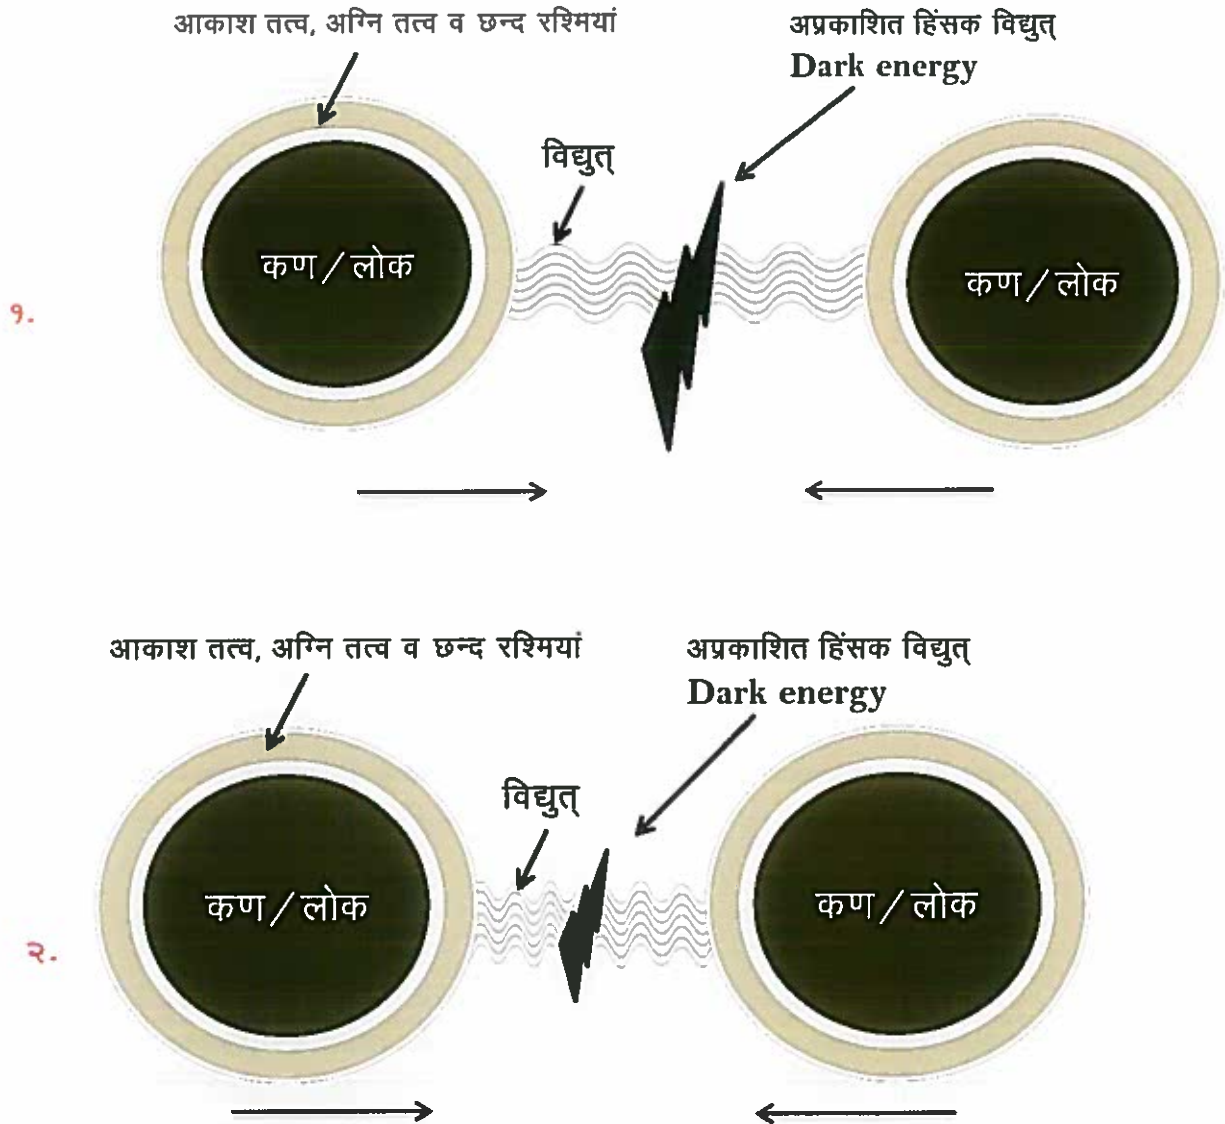 आकाश तत्व, अग्नि तत्व व छन्द रश्मियां
अप्रकाशित हिंसक विद्युत्
Dark energy
विद्युत्
कण/लोक
कण/लोक
१.
आकाश तत्व, अग्नि तत्व व छन्द रश्मियां
अप्रकाशित हिंसक विद्युत्
Dark energy
विद्युत्
कण/लोक
कण/लोक
२.